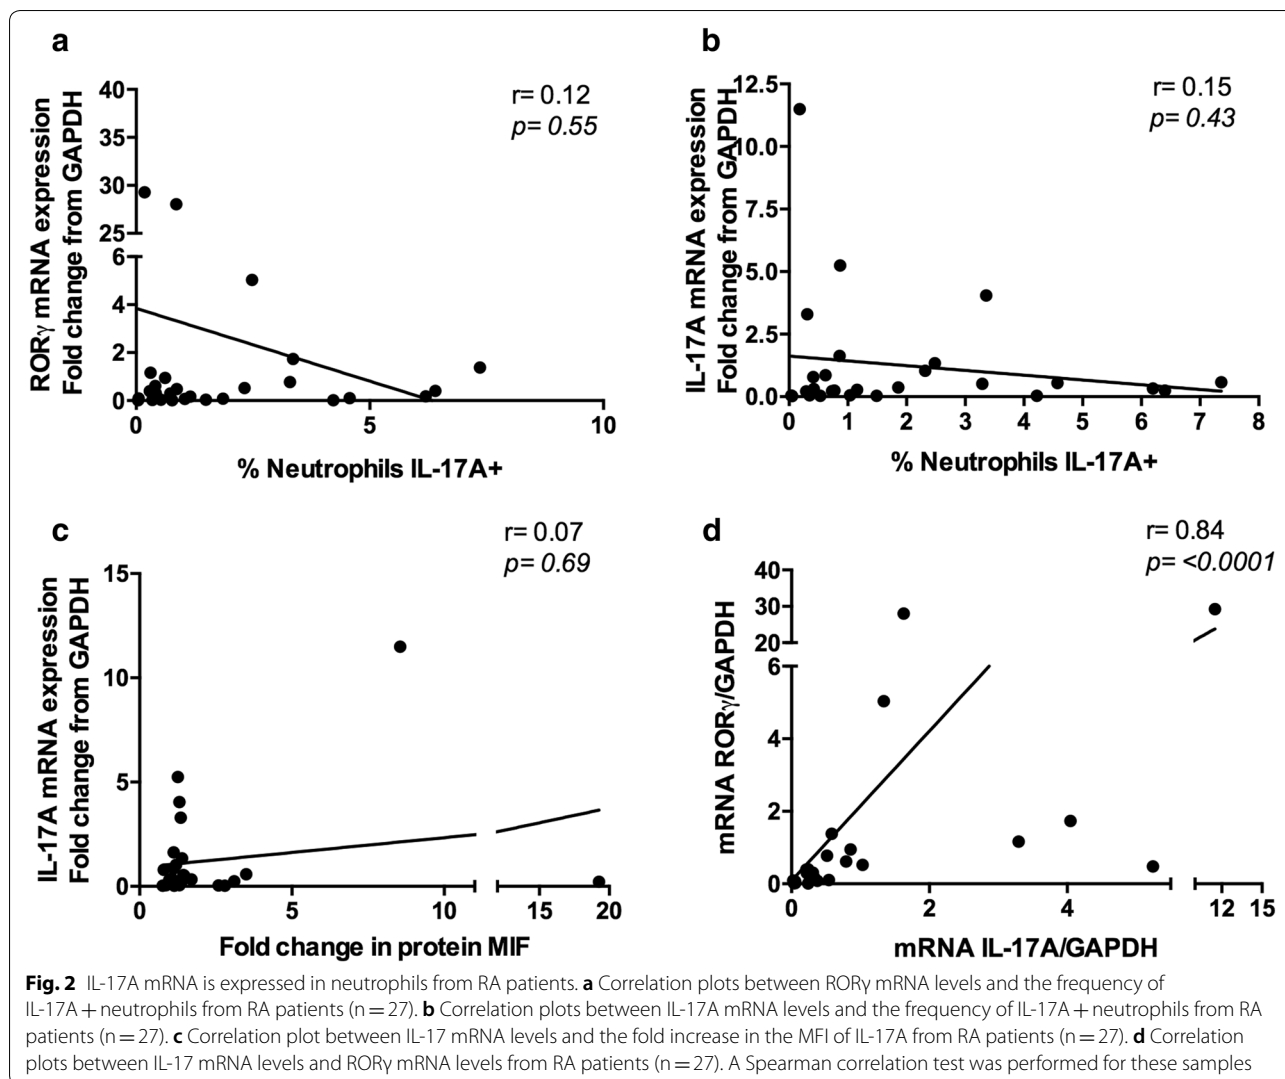 a
RORγ mRNA expression
Fold change from GAPDH
40
35
30
25
6
4
2
0
r= 0.12
p= 0.55
0 5 10
% Neutrophils IL-17A+
b
IL-17A mRNA expression
Fold change from GAPDH
12.5
10.0
7.5
5.0
2.5
0.0
r= 0.15
p= 0.43
0 1 2 3 4 5 6 7 8
% Neutrophils IL-17A+
c
IL-17A mRNA expression
Fold change from GAPDH
15
10
5
0
r= 0.07
p= 0.69
0 5 10 15 20
Fold change in protein MIF
d
mRNA RORγ/GAPDH
40
30
20
6
4
2
0
r= 0.84
p= <0.0001
0 2 4 12 15
mRNA IL-17A/GAPDH
Fig. 2 IL-17A mRNA is expressed in neutrophils from RA patients. a Correlation plots between RORγ mRNA levels and the frequency of
IL-17A + neutrophils from RA patients (n = 27). b Correlation plots between IL-17A mRNA levels and the frequency of IL-17A + neutrophils from RA
patients (n = 27). c Correlation plot between IL-17 mRNA levels and the fold increase in the MFI of IL-17A from RA patients (n = 27). d Correlation
plots between IL-17 mRNA levels and RORγ mRNA levels from RA patients (n = 27). A Spearman correlation test was performed for these samples